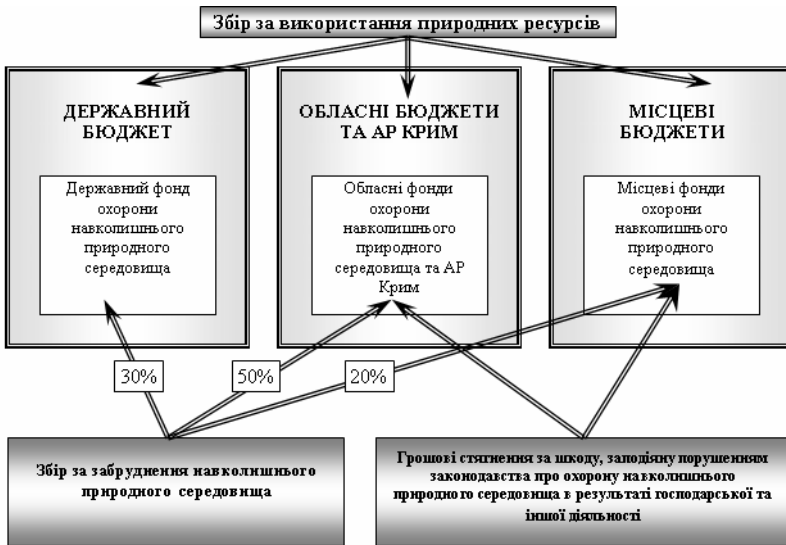 Збір за використання природних ресурсів
ДЕРЖАВНИЙ
БЮДЖЕТ
Державний фонд
охорони
навколишнього
природного
середовища
ОБЛАСНІ БЮДЖЕТИ
ТА АР КРИМ
Обласні фонди
охорони
навколишнього
природного
середовища та АР
Крим
МІСЦЕВІ
БЮДЖЕТИ
Місцеві фонди
охорони
навколишнього
природного
середовища
30%
50%
20%
Збір за забруднення навколишнього
природного середовища
Грошові стягнення за шкоду, заподіяну порушенням
законодавства про охорону навколишнього
природного середовища в результаті господарської та
іншої діяльності